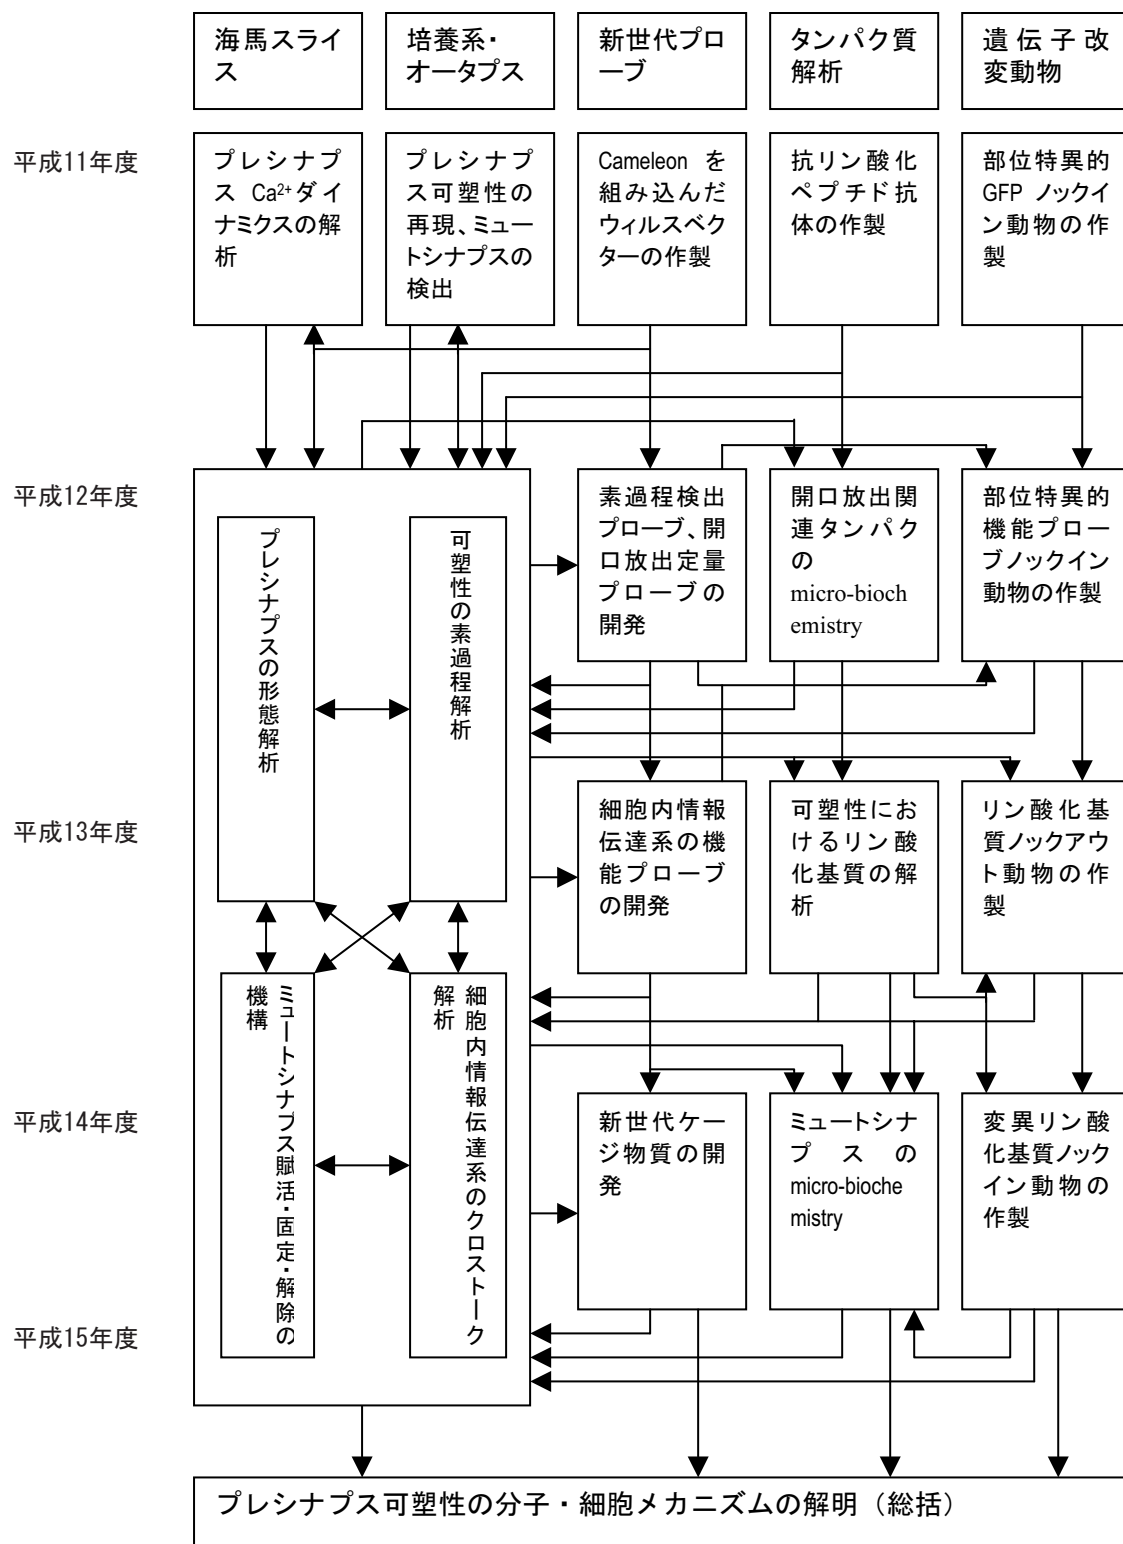 海馬スライ
ス
培養系・
オータプス
新世代プロ
ーブ
タンパク質
解析
遺伝子改
変動物
平成11年度
プレシナプ
ス Ca²⁺ダイ
ナミクスの解
析
プレシナプ
ス可塑性の
再現、ミュー
トシナプスの
検出
Cameleon を
組み込んだ
ウィルスベク
ターの作製
抗リン酸化
ペプチド抗
体の作製
部位特異的
GFP ノックイ
ン動物の作
製
平成12年度
プレシナプスの形態解析
可塑性の素過程解析
素過程検出
プローブ、開
口放出定量
プローブの
開発
開口放出関
連タンパク
の
micro-bioch
emistry
部位特異的
機能プロー
ブノックイン
動物の作製
平成13年度
細胞内情報
伝達系の機
能プローブ
の開発
可塑性にお
けるリン酸
化基質の解
析
リン酸化基
質ノックアウ
ト動物の作
製
ミュートシナプス賦活・固定・解除の
機構
細胞内情報伝達系のクロストーク
解析
平成14年度
新世代ケー
ジ物質の開
発
ミュートシナ
プスの
micro-bioche
mistry
変異リン酸
化基質ノック
イン動物の
作製
平成15年度
プレシナプス可塑性の分子・細胞メカニズムの解明（総括）